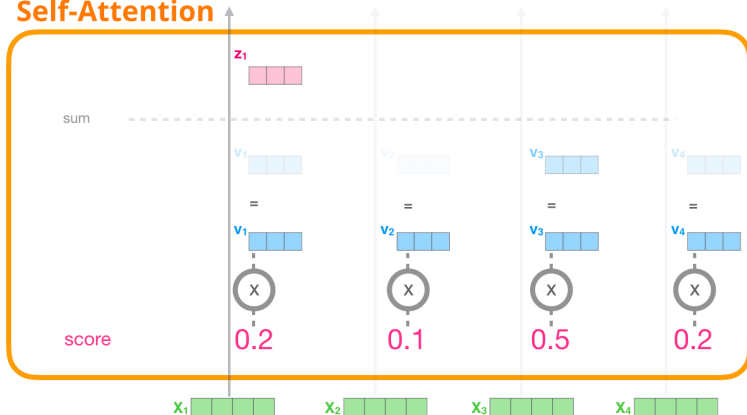 Self-Attention
z₁
sum
v₁ v₂ v₃ v₄
= = = =
v₁ v₂ v₃ v₄
X X X X
score 0.2 0.1 0.5 0.2
X₁ X₂ X₃ X₄